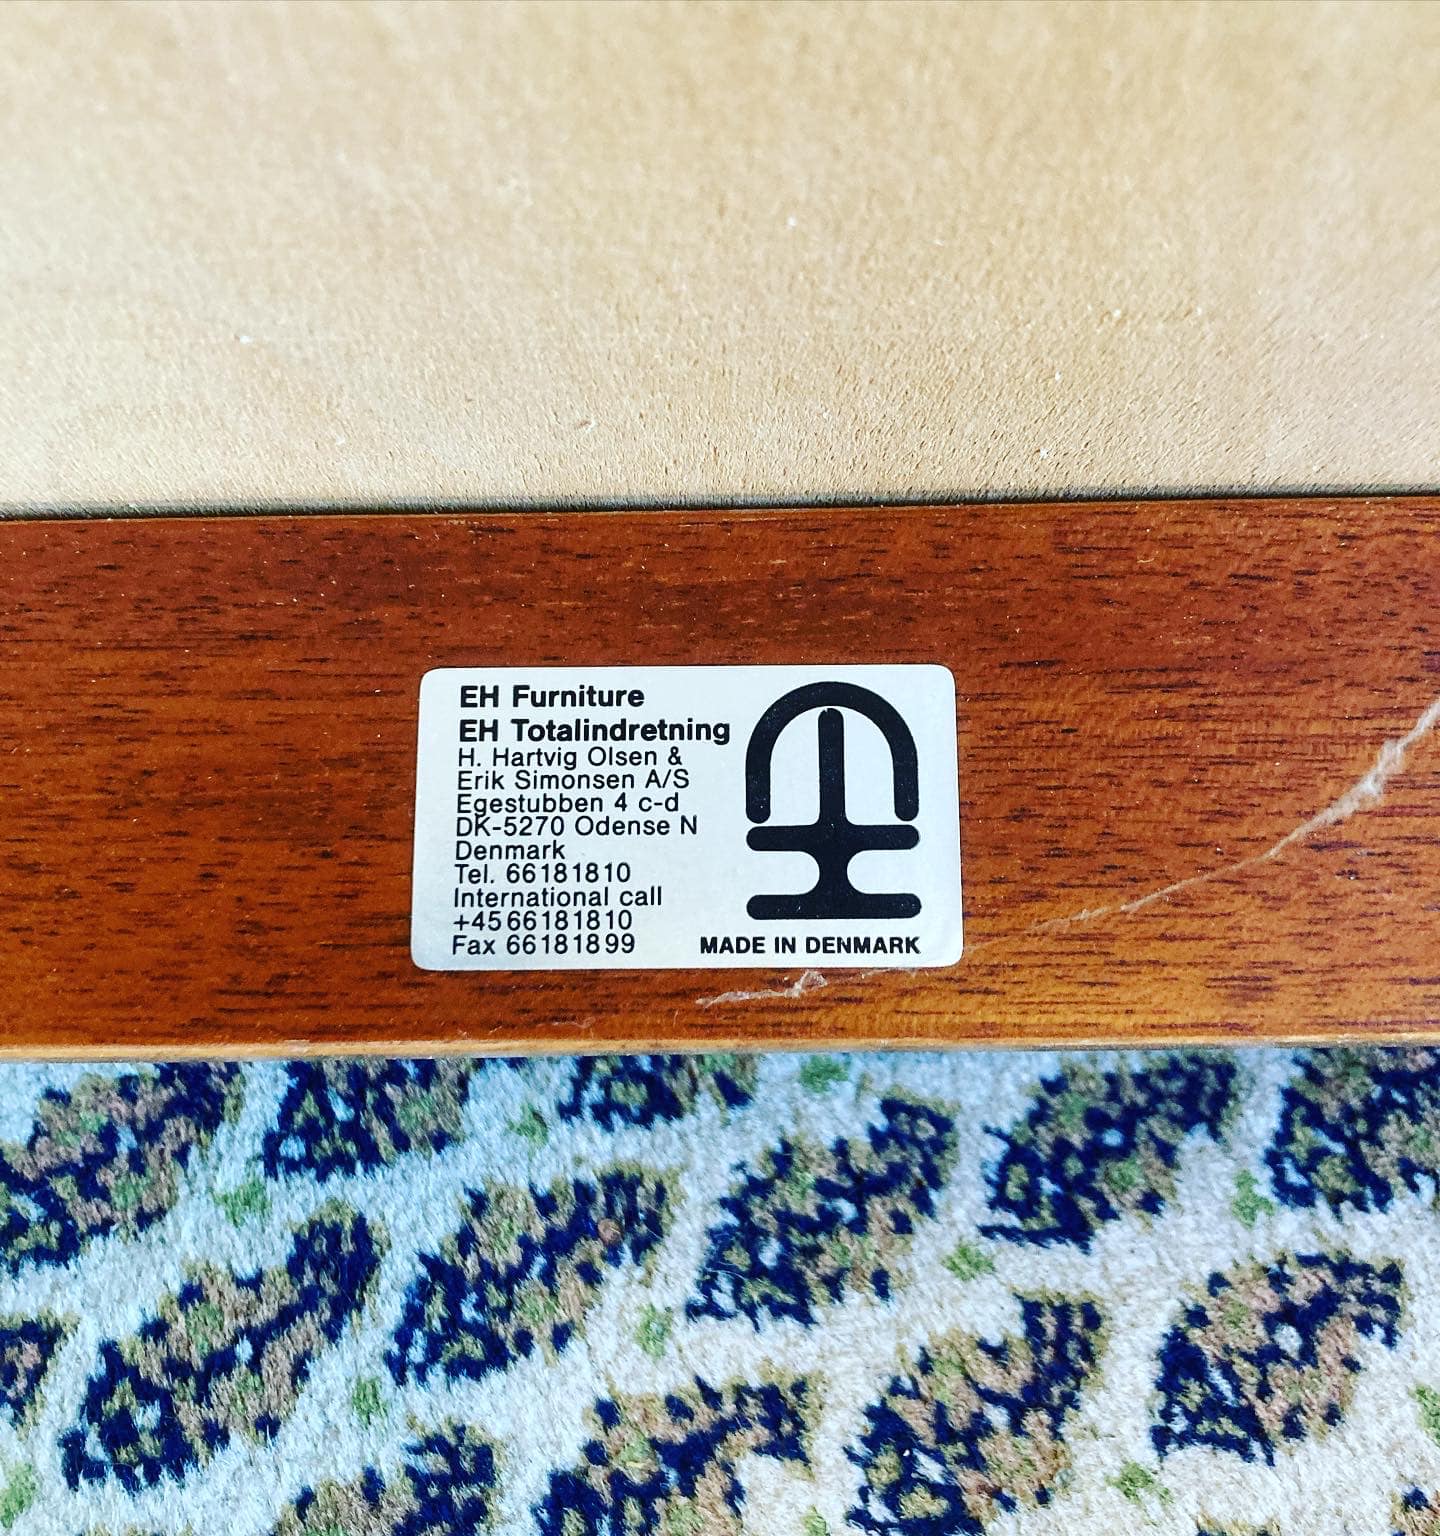 EH Furniture
EH Totalindretning
H. Hartvig Olsen &
Erik Simonsen A/S
Egestubben 4 c-d
DK-5270 Odense N
Denmark
Tel. 66181810
International call
+4566181810
Fax 66181899
MADE IN DENMARK